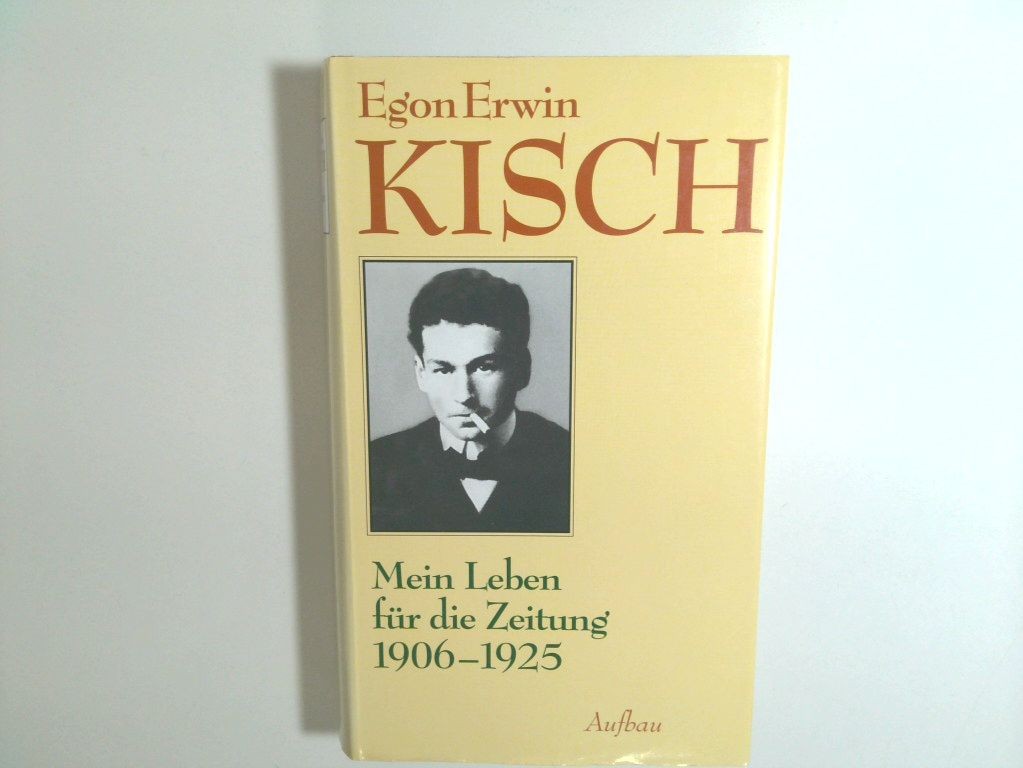 Egon Erwin
KISCH
Mein Leben
für die Zeitung
1906–1925
Aufbau